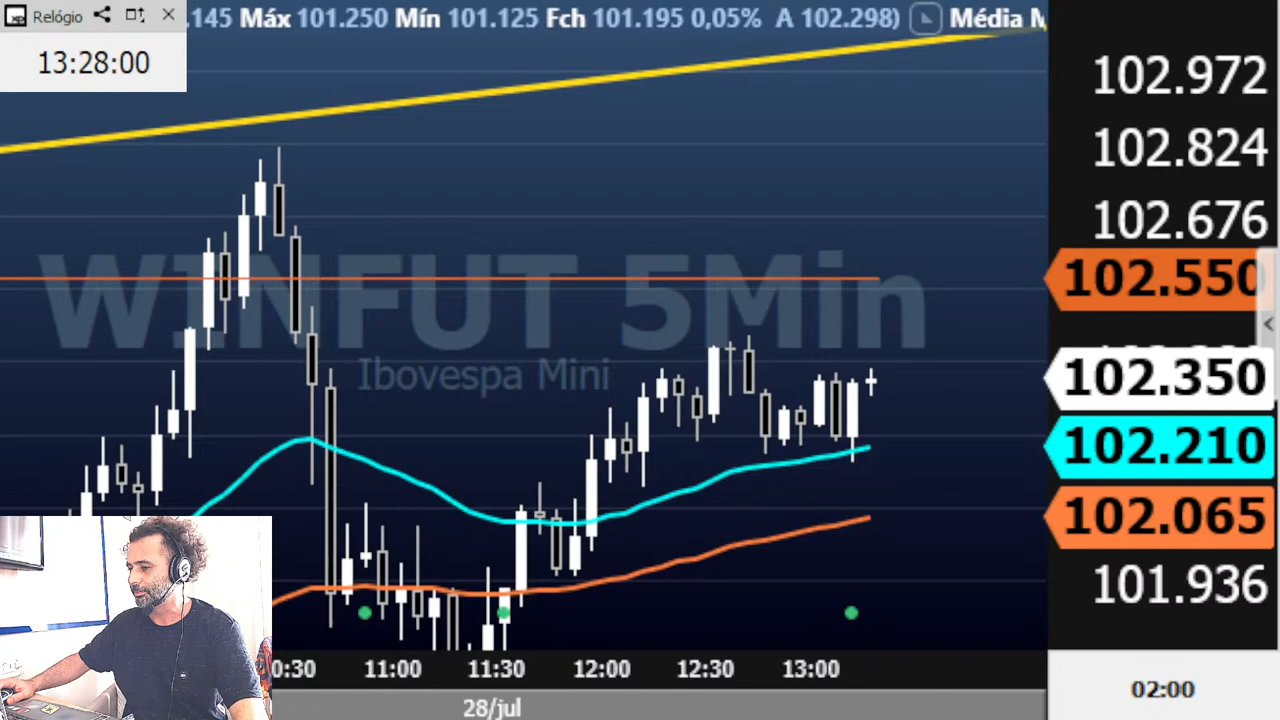 Relógio
.145 Máx 101.250 Mín 101.125 Fch 101.195 0,05% A 102.298)
Média M
13:28:00
102.972
102.824
102.676
102.550
102.350
102.210
102.065
101.936
WINFUT 5Min
Ibovespa Mini
0:30 11:00 11:30 12:00 12:30 13:00
28/jul
02:00